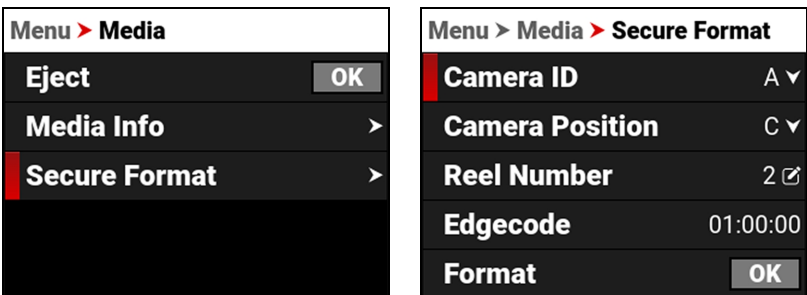 Menu > Media
Eject OK
Media Info >
Secure Format >
Menu > Media > Secure Format
Camera ID A
Camera Position C
Reel Number 2
Edgecode 01:00:00
Format OK